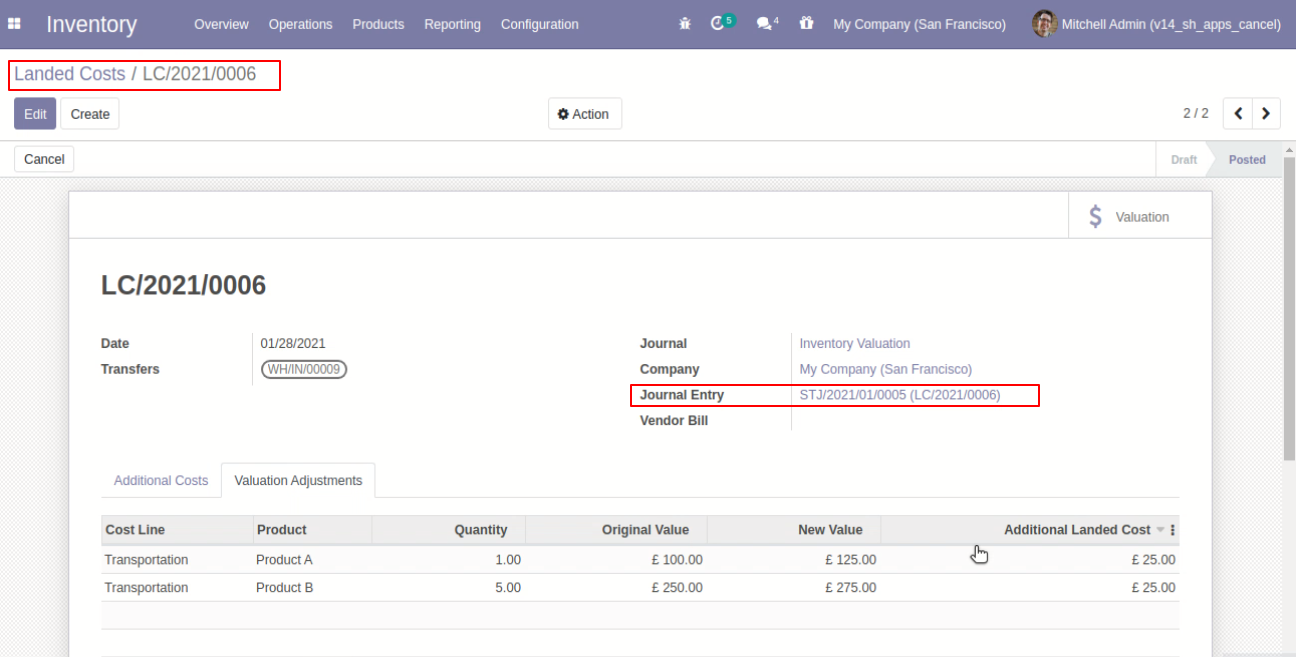 Inventory Overview Operations Products Reporting Configuration 5 4 My Company (San Francisco) Mitchell Admin (v14_sh_apps_cancel)
Landed Costs / LC/2021/0006
Edit Create Action 2 / 2
Cancel Draft Posted
$ Valuation
LC/2021/0006
Date 01/28/2021 Journal Inventory Valuation
Transfers WH/IN/00009 Company My Company (San Francisco)
Journal Entry STJ/2021/01/0005 (LC/2021/0006)
Vendor Bill
Additional Costs Valuation Adjustments
Cost Line Product Quantity Original Value New Value Additional Landed Cost
Transportation Product A 1.00 £ 100.00 £ 125.00 £ 25.00
Transportation Product B 5.00 £ 250.00 £ 275.00 £ 25.00